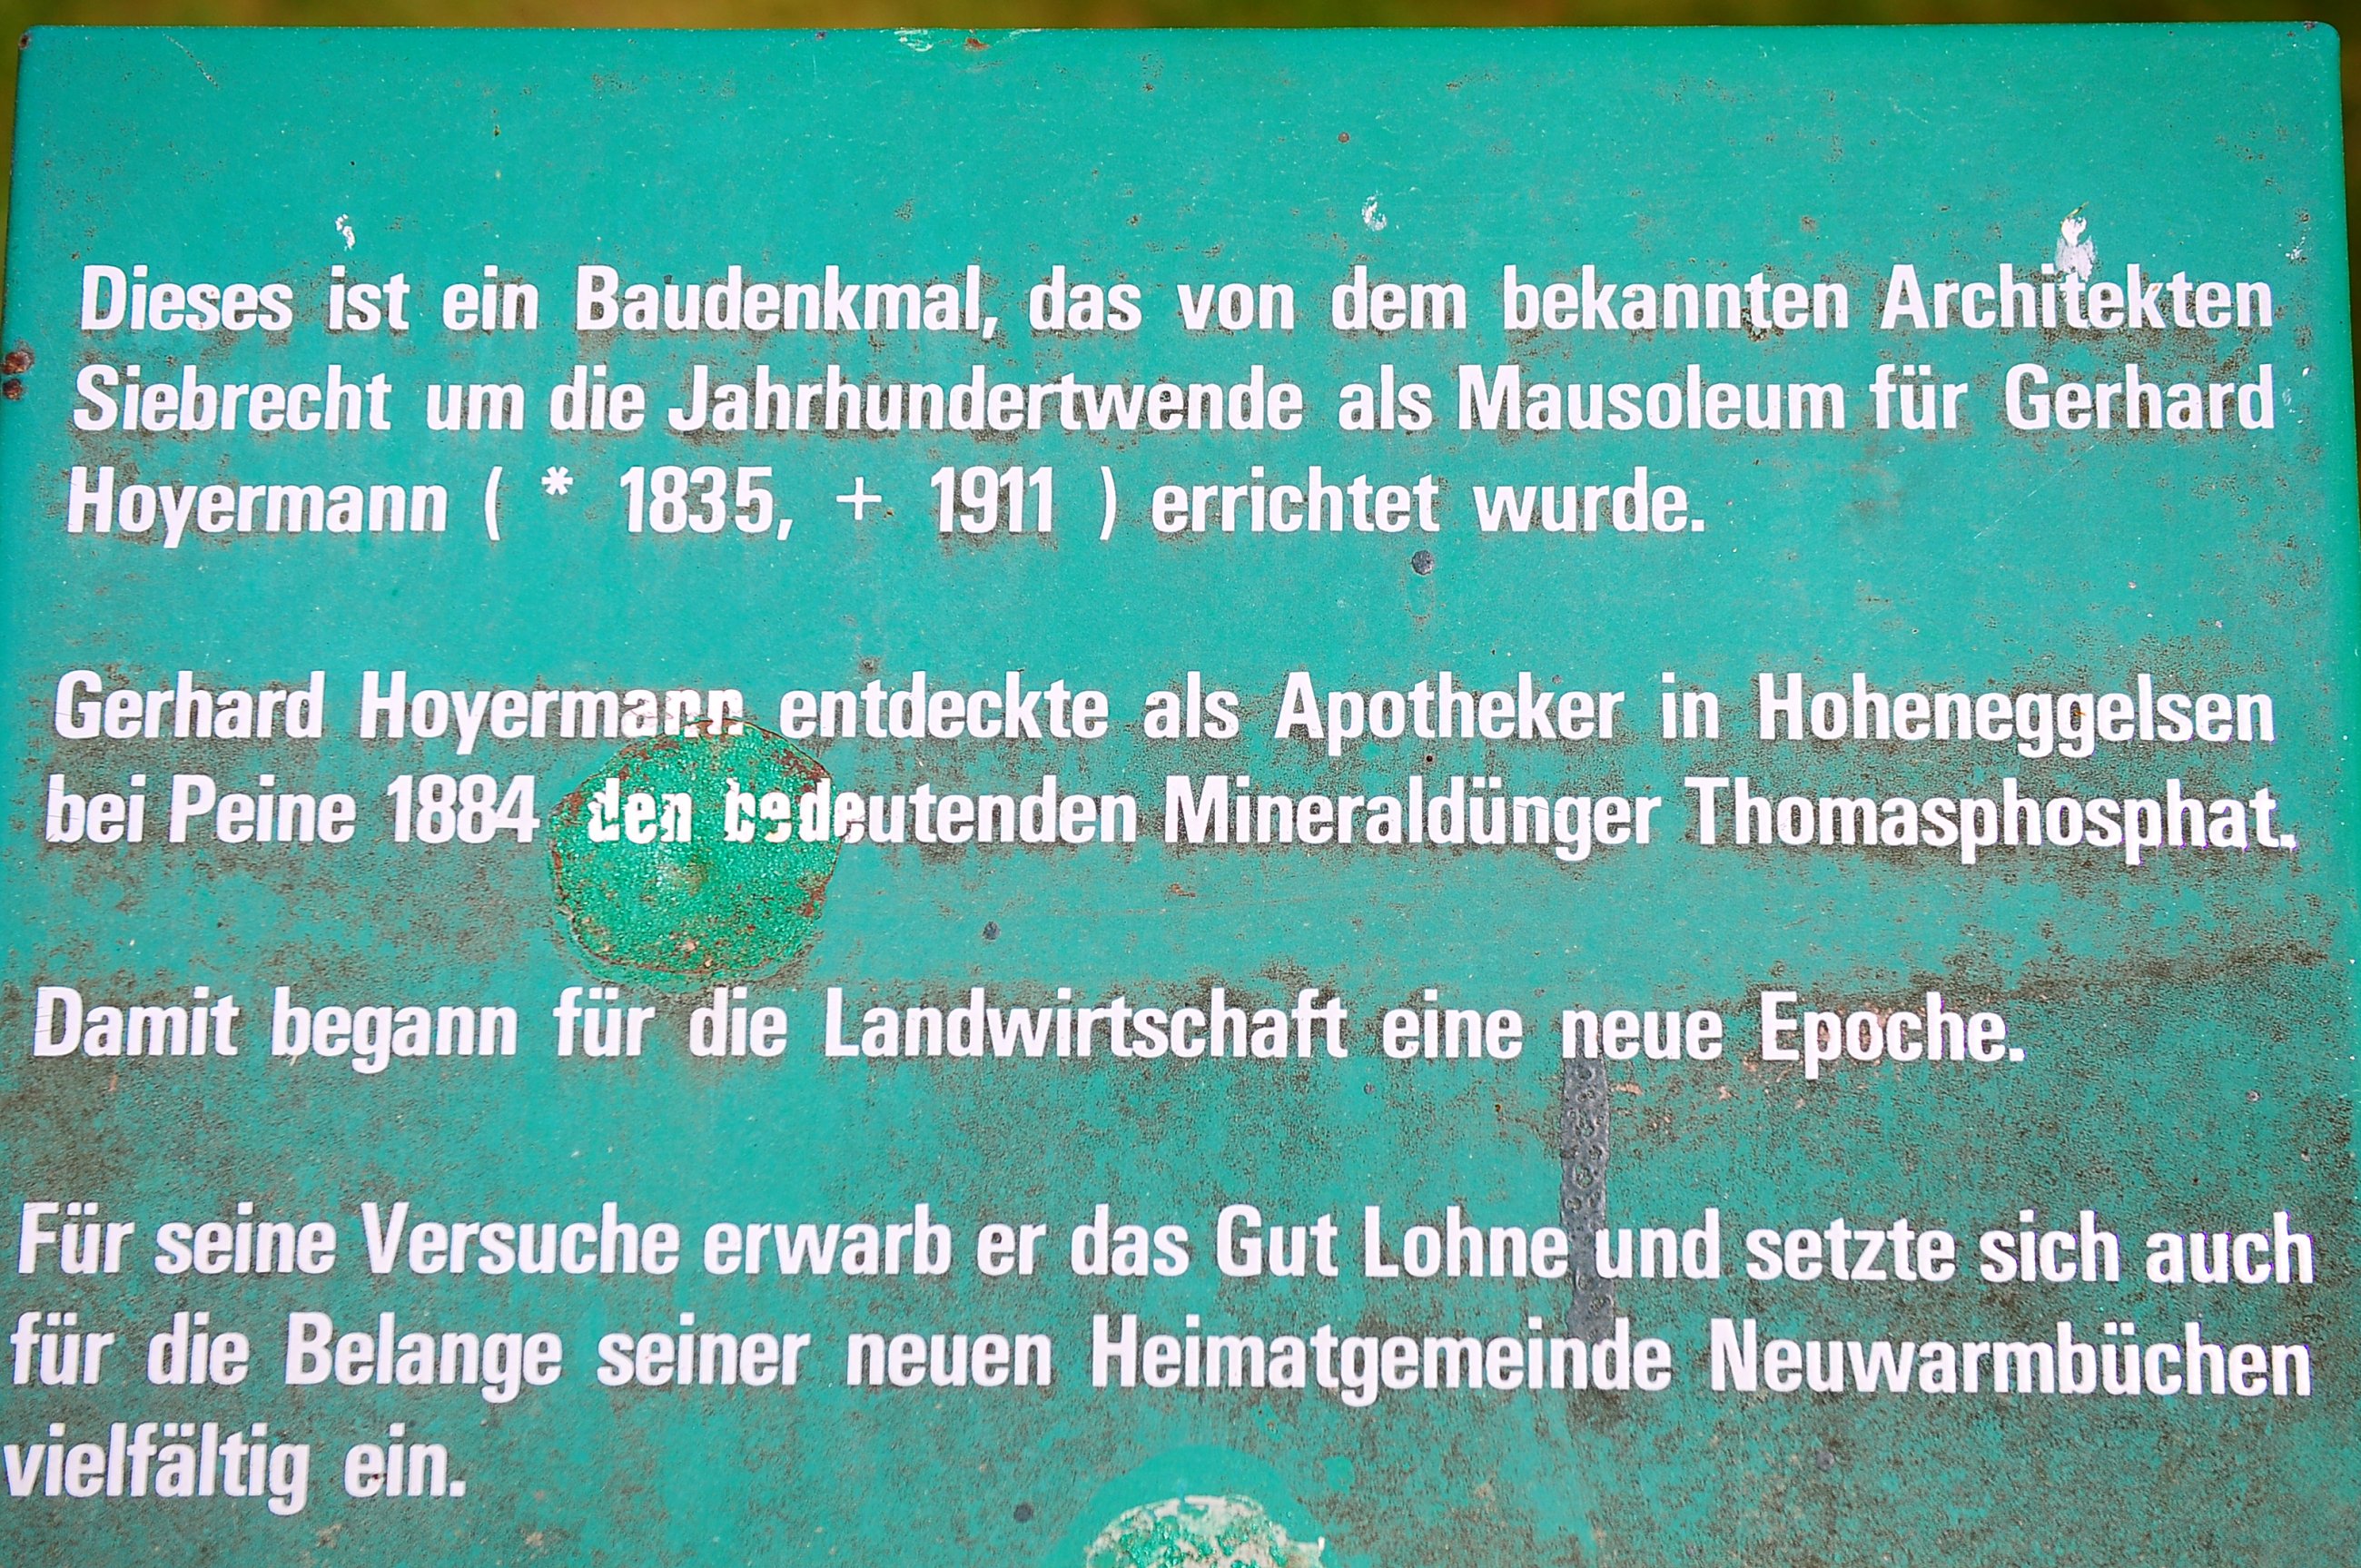 Dieses ist ein Baudenkmal, das von dem bekannten Architekten
Siebrecht um die Jahrhundertwende als Mausoleum für Gerhard
Hoyermann ( * 1835, + 1911 ) errichtet wurde.
Gerhard Hoyermann entdeckte als Apotheker in Hoheneggelsen
bei Peine 1884 den bedeutenden Mineraldünger Thomasphosphat.
Damit begann für die Landwirtschaft eine neue Epoche.
Für seine Versuche erwarb er das Gut Lohne und setzte sich auch
für die Belange seiner neuen Heimatgemeinde Neuwarmbüchen
vielfältig ein.